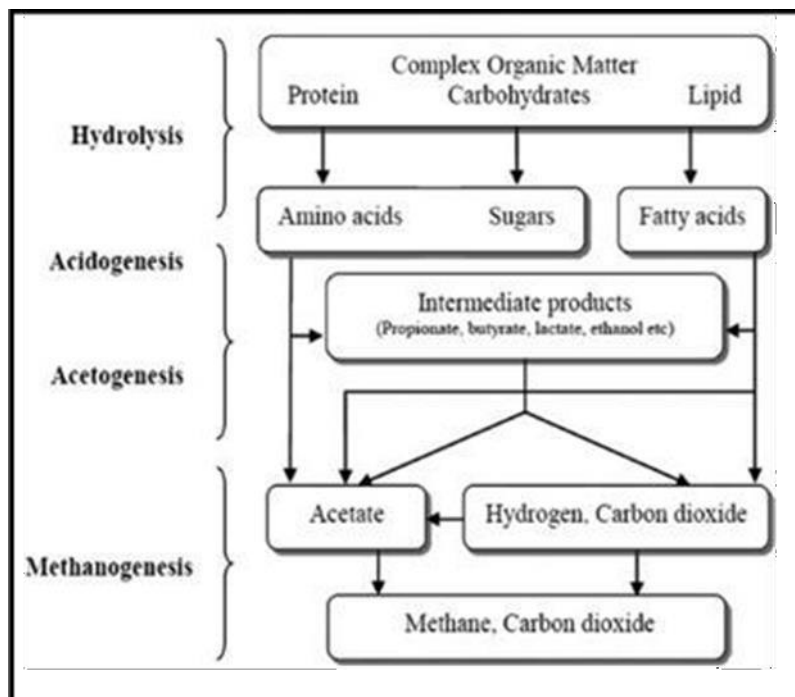 Complex Organic Matter
Protein Carbohydrates Lipid
Hydrolysis
Amino acids Sugars Fatty acids
Acidogenesis
Intermediate products
(Propionate, butyrate, lactate, ethanol etc)
Acetogenesis
Acetate Hydrogen, Carbon dioxide
Methanogenesis
Methane, Carbon dioxide